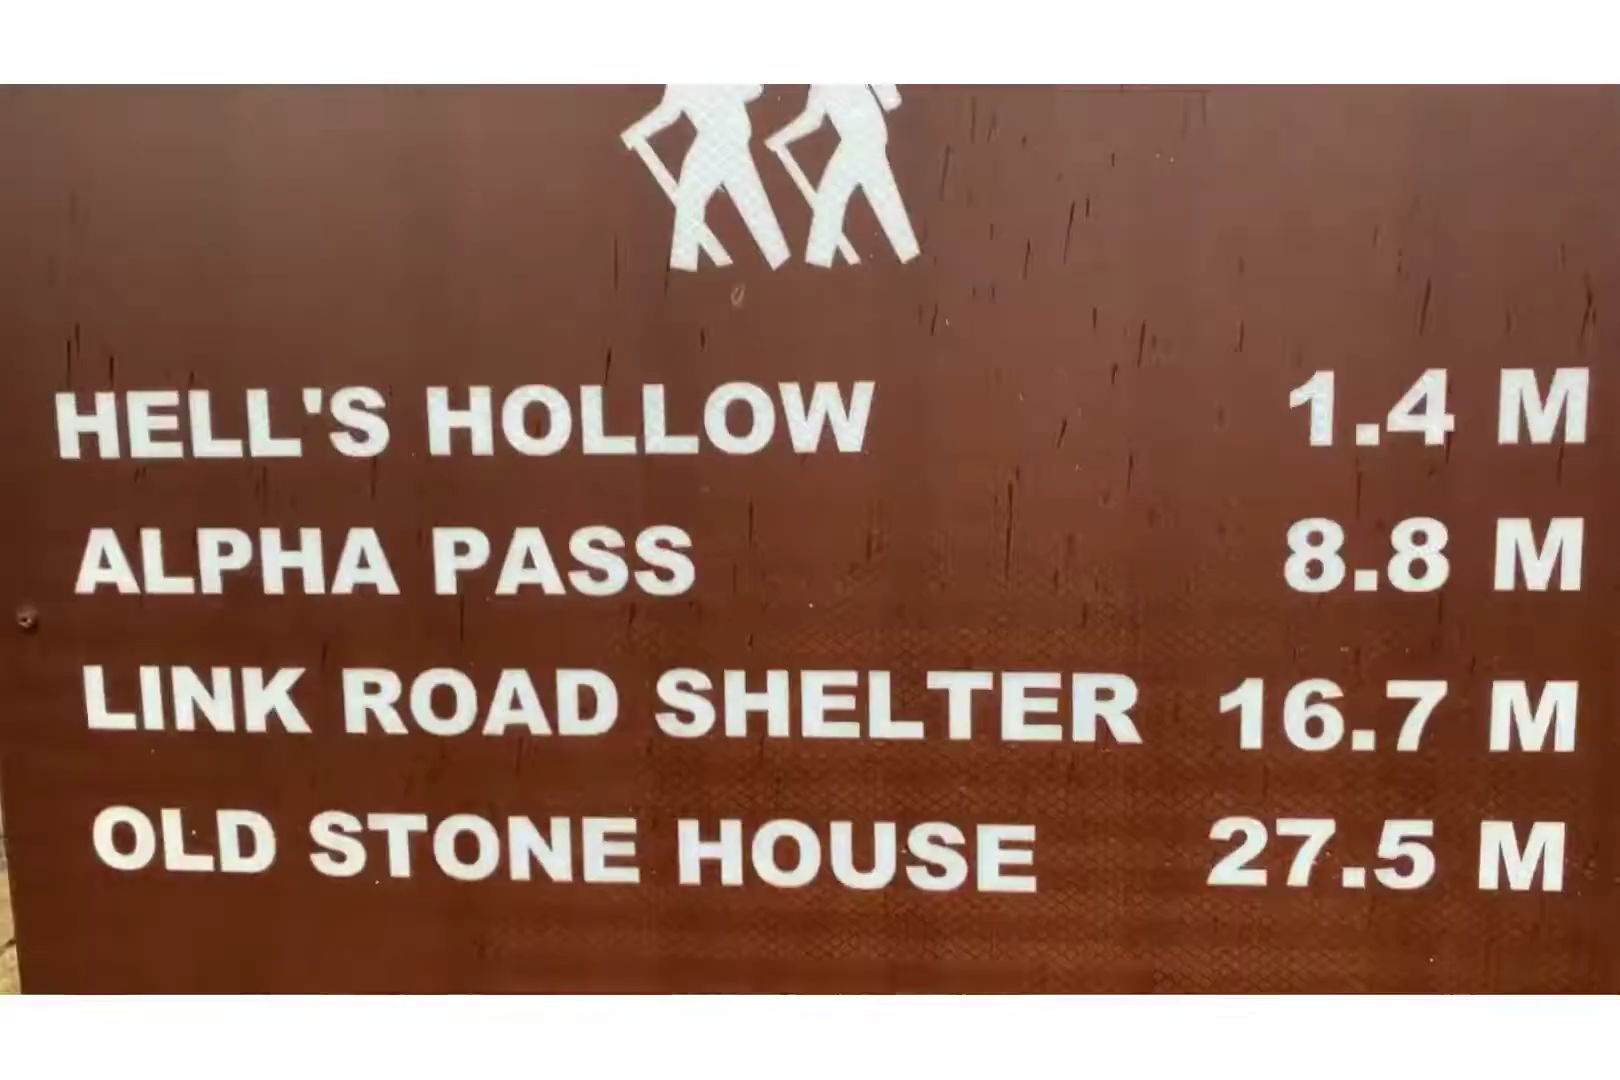 HELL'S HOLLOW 1.4 M
ALPHA PASS 8.8 M
LINK ROAD SHELTER 16.7 M
OLD STONE HOUSE 27.5 M